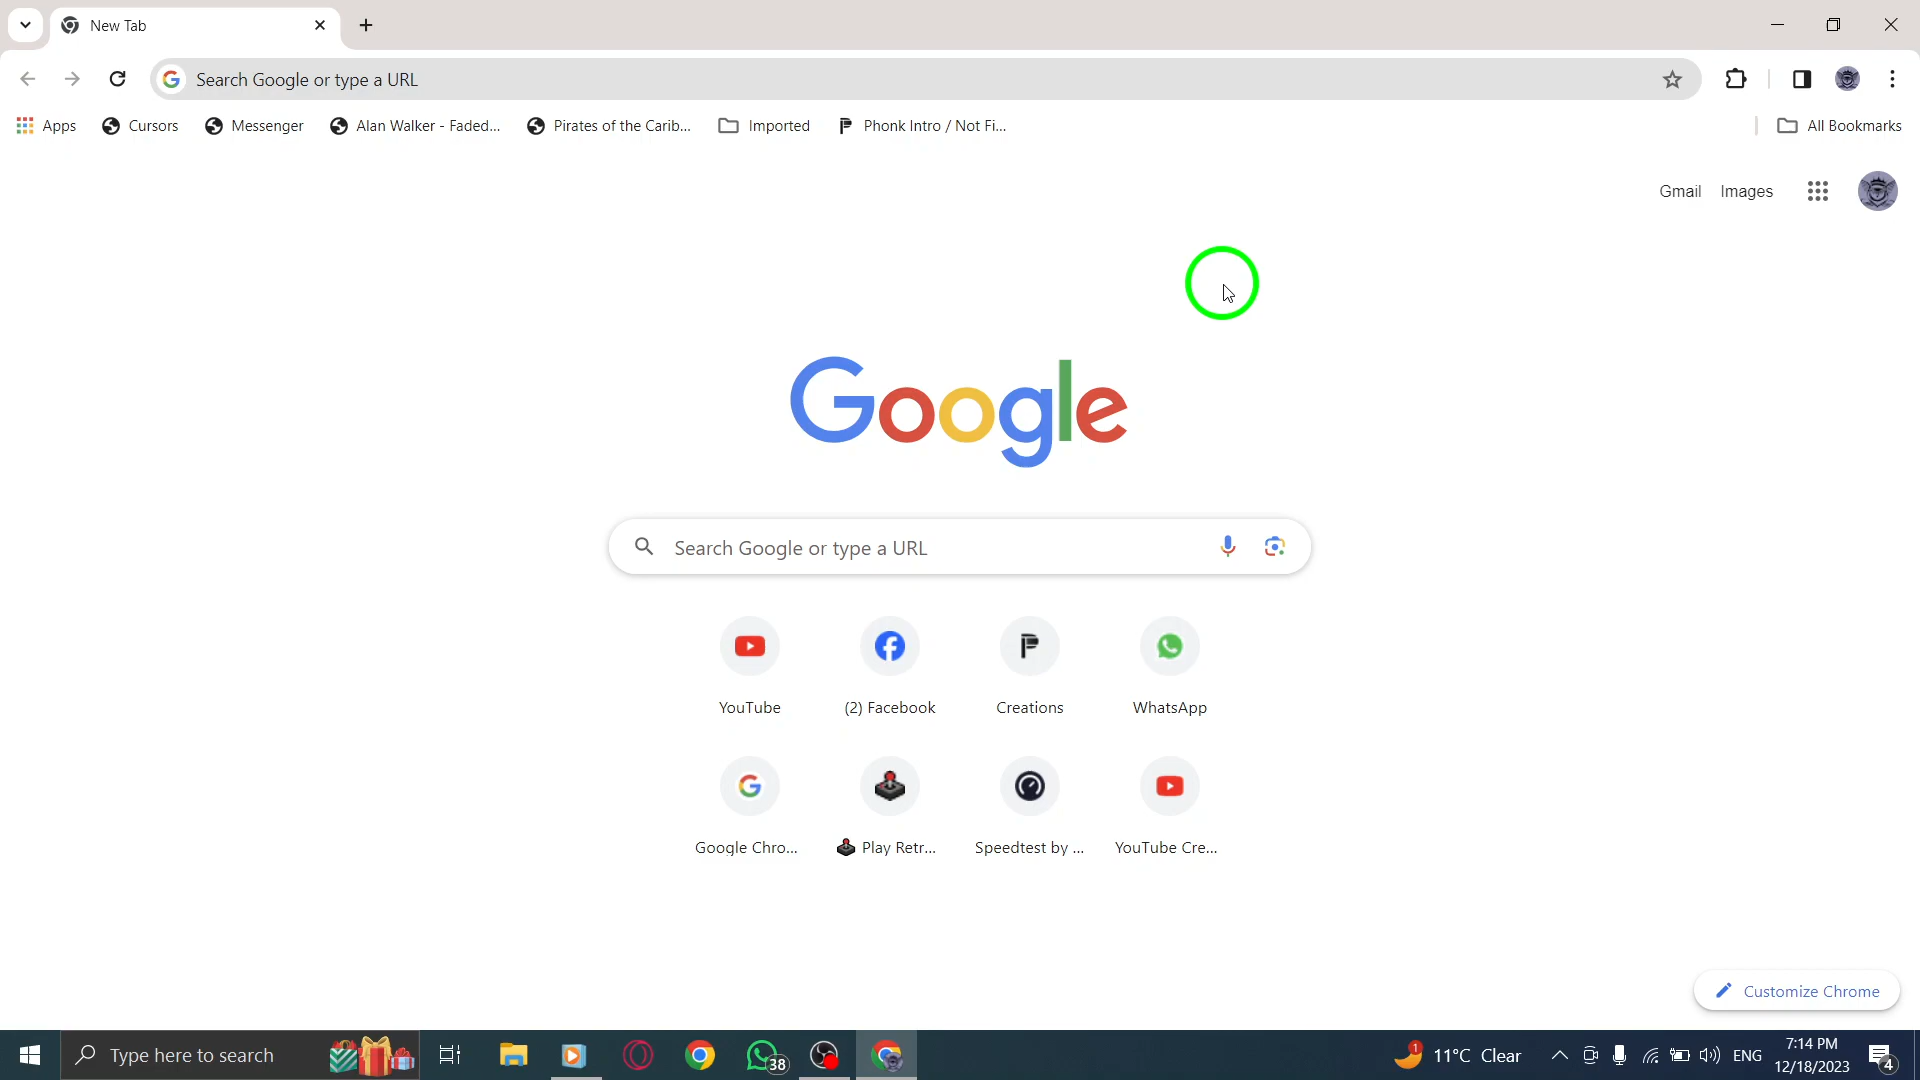 New Tab
Search Google or type a URL
Apps
Cursors
Messenger
Alan Walker - Faded...
Pirates of the Carib...
Imported
Phonk Intro / Not Fi...
All Bookmarks
Gmail
Images
Google
Search Google or type a URL
YouTube
(2) Facebook
Creations
WhatsApp
Google Chro...
Play Retr...
Speedtest by ...
YouTube Cre...
Customize Chrome
Type here to search
38
1
11°C Clear
ENG
7:14 PM
12/18/2023
4